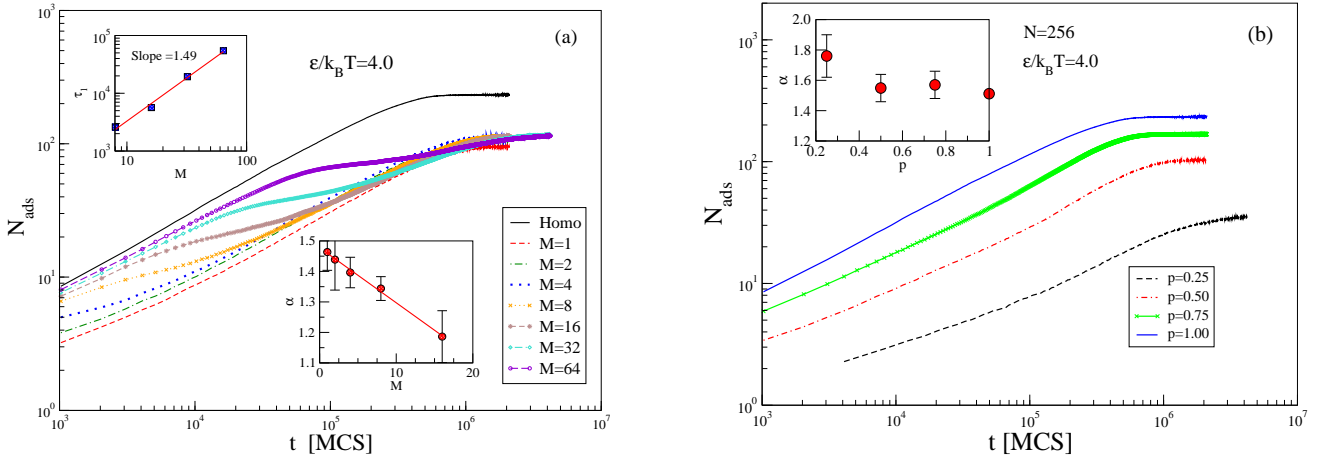 (a)
ε/k_BT=4.0
Slope =1.49
τ_1
10^5
10^4
10^3
10
100
M
N_ads
10^2
10^1
10^0
10^3
10^4
10^5
10^6
10^7
t [MCS]
α
1.5
1.4
1.3
1.2
1.1
0
10
20
M
Homo
M=1
M=2
M=4
M=8
M=16
M=32
M=64
(b)
N=256
ε/k_BT=4.0
α
2.0
1.8
1.6
1.4
1.2
0.2
0.4
0.6
0.8
1
p
N_ads
10^3
10^2
10^1
10^0
10^3
10^4
10^5
10^6
10^7
t [MCS]
p=0.25
p=0.50
p=0.75
p=1.00